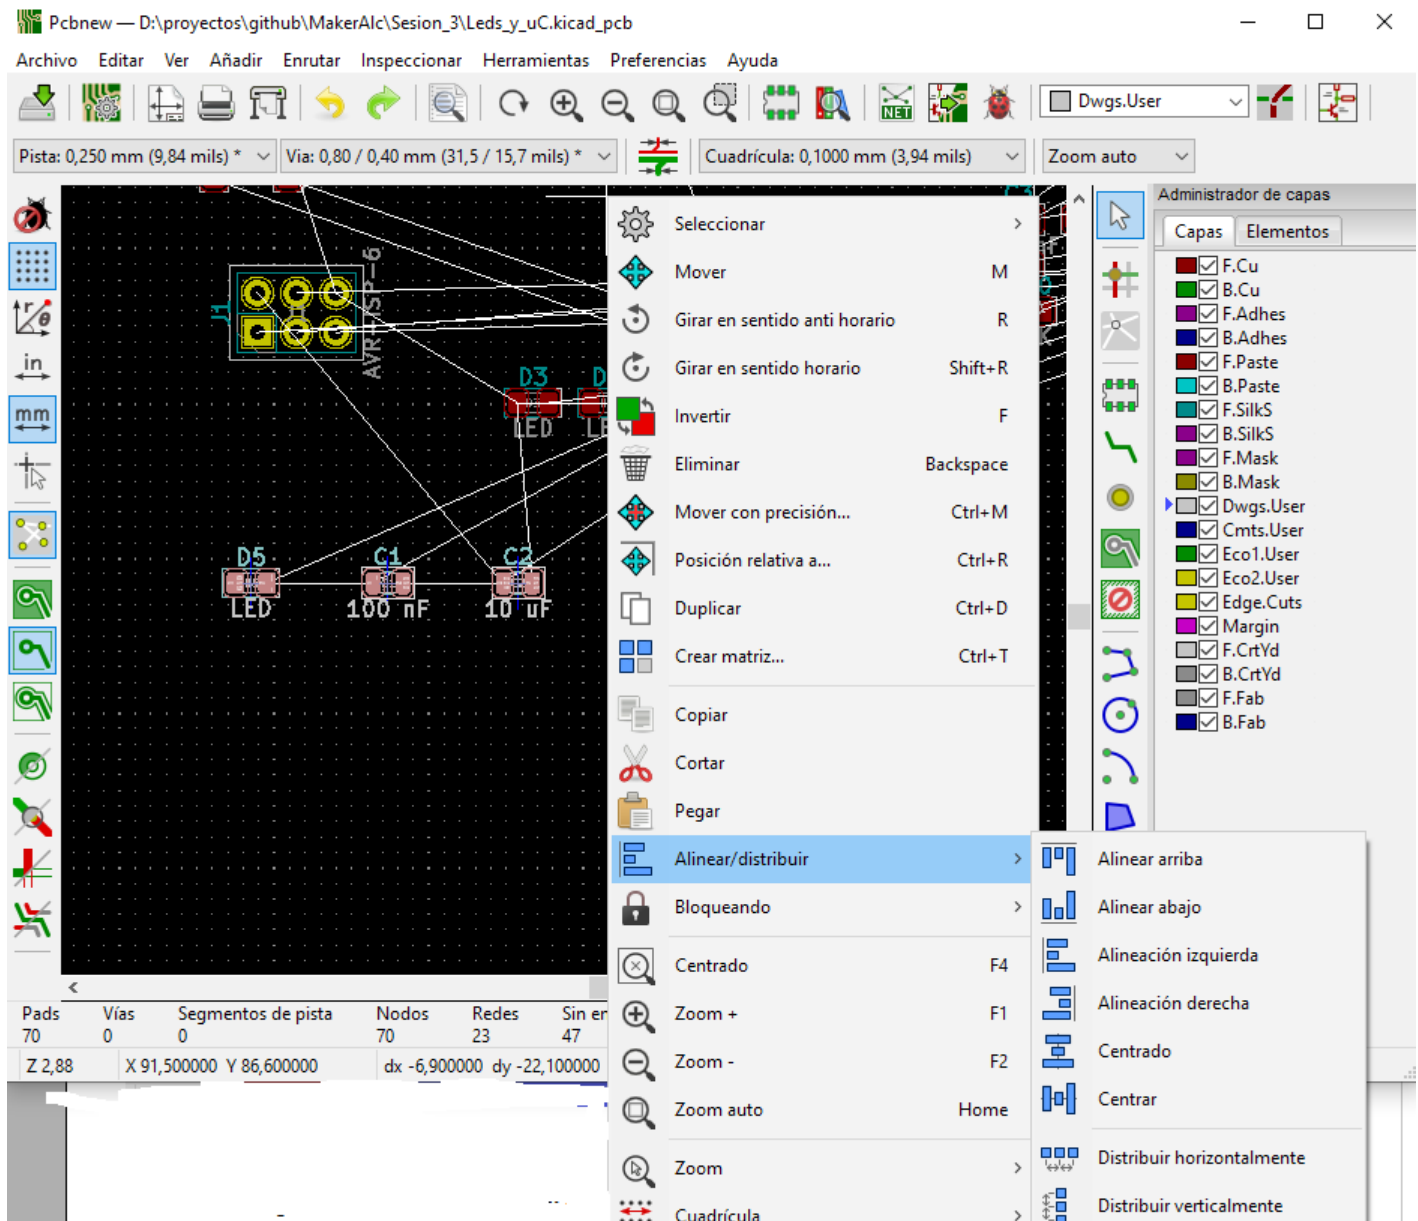 Pcbnew — D:\proyectos\github\MakerAlc\Sesion_3\Leds_y_uC.kicad_pcb
Archivo Editar Ver Añadir Enrutar Inspeccionar Herramientas Preferencias Ayuda
NET
Dwgs.User
Pista: 0,250 mm (9,84 mils) * Via: 0,80 / 0,40 mm (31,5 / 15,7 mils) * Cuadrícula: 0,1000 mm (3,94 mils) Zoom auto
in
mm
J1
AVR-ISP-6
D3
LED
D5
LED
C1
100 nF
C2
10 uF
Seleccionar
Mover M
Girar en sentido anti horario R
Girar en sentido horario Shift+R
Invertir F
Eliminar Backspace
Mover con precisión... Ctrl+M
Posición relativa a... Ctrl+R
Duplicar Ctrl+D
Crear matriz... Ctrl+T
Copiar
Cortar
Pegar
Alinear/distribuir
Bloqueando
Centrado F4
Zoom + F1
Zoom - F2
Zoom auto Home
Zoom
Cuadrícula
Alinear arriba
Alinear abajo
Alineación izquierda
Alineación derecha
Centrado
Centrar
Distribuir horizontalmente
Distribuir verticalmente
Administrador de capas
Capas Elementos
F.Cu
B.Cu
F.Adhes
B.Adhes
F.Paste
B.Paste
F.SilkS
B.SilkS
F.Mask
B.Mask
Dwgs.User
Cmts.User
Eco1.User
Eco2.User
Edge.Cuts
Margin
F.CrtYd
B.CrtYd
F.Fab
B.Fab
Pads Vías Segmentos de pista Nodos Redes Sin
70 0 0 70 23 47
Z 2,88 X 91,500000 Y 86,600000 dx -6,900000 dy -22,100000